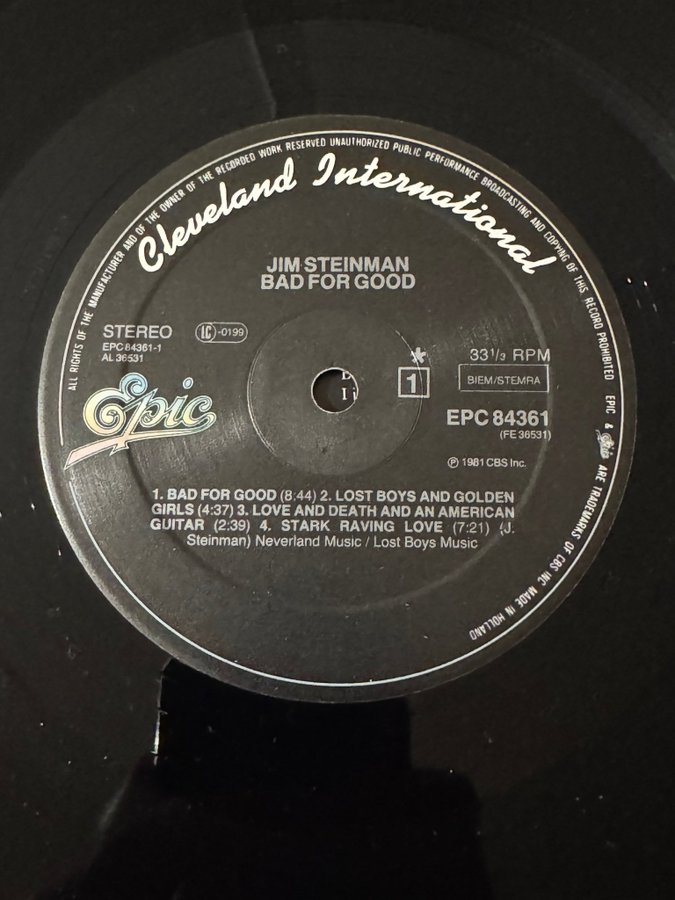 ALL RIGHTS OF THE MANUFACTURER AND OF THE OWNER OF THE RECORDED WORK RESERVED UNAUTHORIZED PUBLIC PERFORMANCE BROADCASTING AND COPYING OF THIS RECORD PROHIBITED EPIC & Epic ARE TRADEMARKS OF CBS INC MADE IN HOLLAND
Cleveland International
JIM STEINMAN
BAD FOR GOOD
STEREO
LC-0199
EPC 84361-1
AL 36531
Epic
*
1
33 1/3 RPM
BIEM/STEMRA
EPC 84361
(FE 36531)
℗ 1981 CBS Inc.
1. BAD FOR GOOD (8:44) 2. LOST BOYS AND GOLDEN
GIRLS (4:37) 3. LOVE AND DEATH AND AN AMERICAN
GUITAR (2:39) 4. STARK RAVING LOVE (7:21) (J.
Steinman) Neverland Music / Lost Boys Music